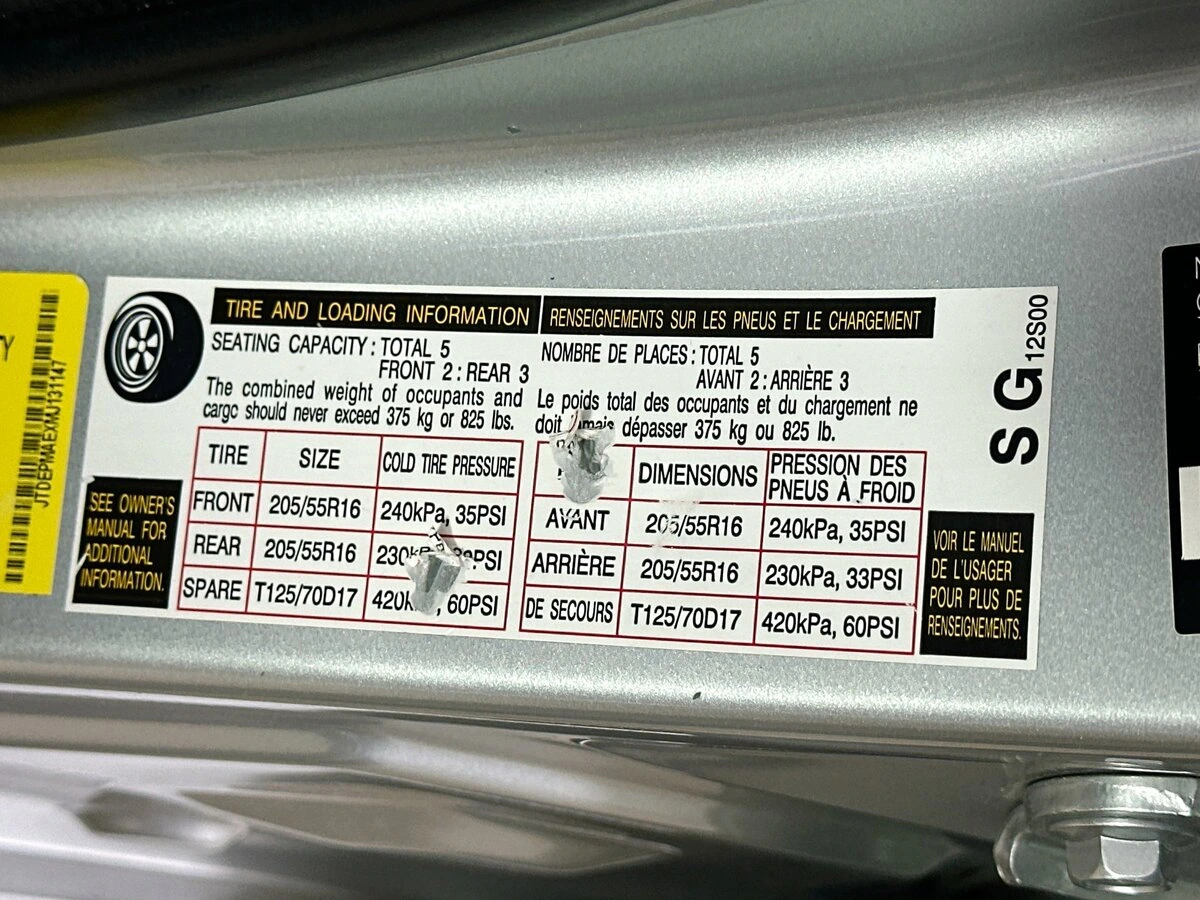 TIRE AND LOADING INFORMATION
SEATING CAPACITY : TOTAL 5
FRONT 2 : REAR 3
The combined weight of occupants and
cargo should never exceed 375 kg or 825 lbs.
TIRE SIZE COLD TIRE PRESSURE
FRONT 205/55R16 240kPa, 35PSI
REAR 205/55R16
SPARE T125/70D17 60PSI
SEE OWNER'S
MANUAL FOR
ADDITIONAL
INFORMATION.
RENSEIGNEMENTS SUR LES PNEUS ET LE CHARGEMENT
NOMBRE DE PLACES : TOTAL 5
AVANT 2 : ARRIÈRE 3
Le poids total des occupants et du chargement ne
doit dépasser 375 kg ou 825 lb.
DIMENSIONS PRESSION DES
PNEUS À FROID
AVANT 205/55R16 240kPa, 35PSI
ARRIÈRE 205/55R16 230kPa, 33PSI
DE SECOURS T125/70D17 420kPa, 60PSI
VOIR LE MANUEL
DE L'USAGER
POUR PLUS DE
RENSEIGNEMENTS.
SG 12S00
JTDEPMAEXMJ131147